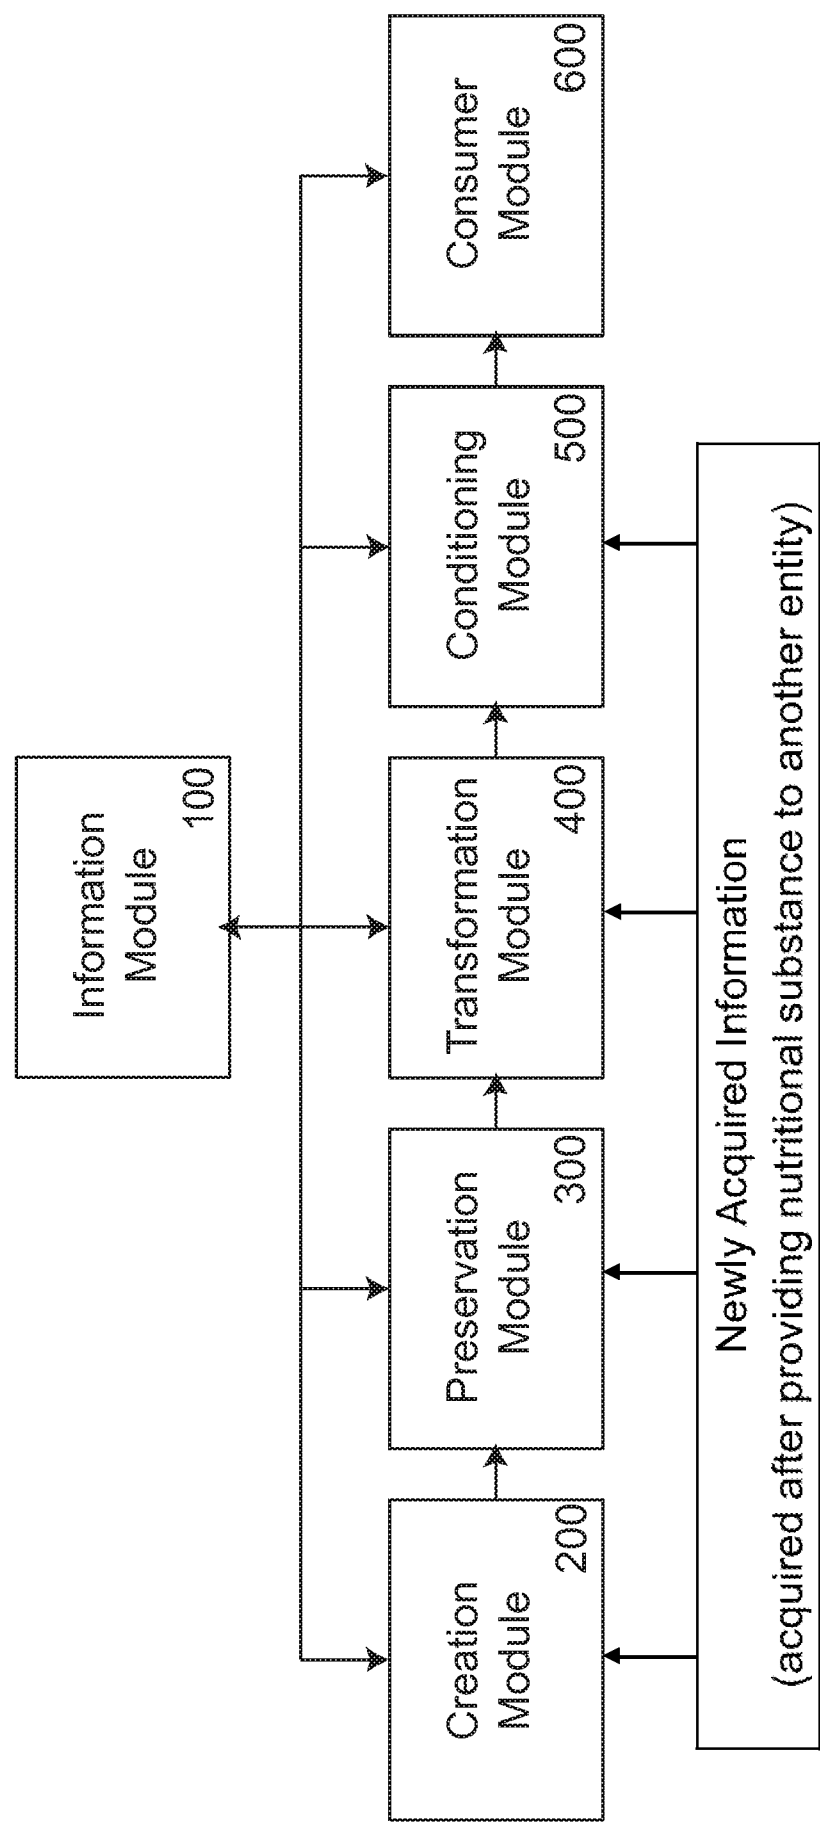 Information
Module
100
Creation
Module
200
Preservation
Module
300
Transformation
Module
400
Conditioning
Module
500
Consumer
Module
600
Newly Acquired Information
(acquired after providing nutritional substance to another entity)